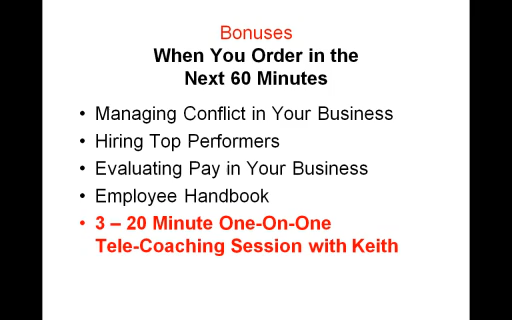 Bonuses
When You Order in the
Next 60 Minutes
• Managing Conflict in Your Business
• Hiring Top Performers
• Evaluating Pay in Your Business
• Employee Handbook
• 3 – 20 Minute One-On-One
Tele-Coaching Session with Keith